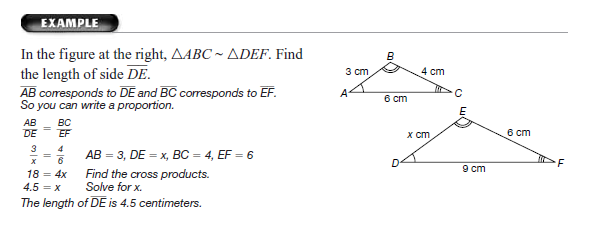 EXAMPLE
In the figure at the right, △ABC ~ △DEF. Find
the length of side DE.
AB corresponds to DE and BC corresponds to EF.
So you can write a proportion.
AB/DE = BC/EF
3/x = 4/6 AB = 3, DE = x, BC = 4, EF = 6
18 = 4x Find the cross products.
4.5 = x Solve for x.
The length of DE is 4.5 centimeters.
B
3 cm 4 cm
A C
6 cm
E
x cm 6 cm
D F
9 cm